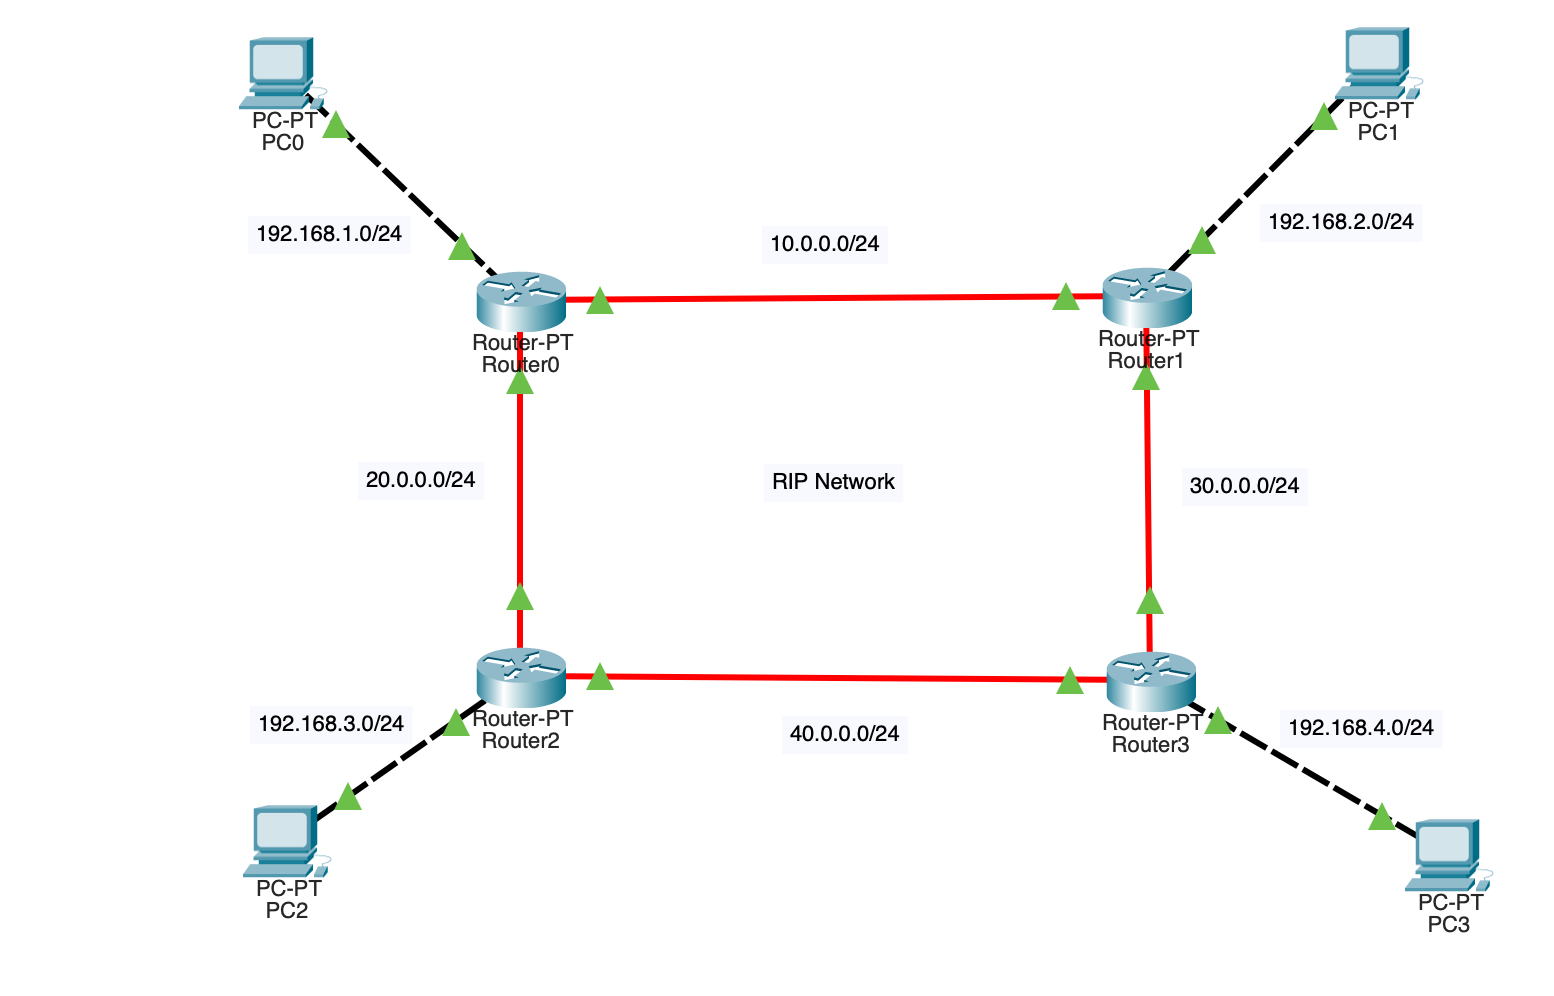 PC-PT
PC0
PC-PT
PC1
192.168.1.0/24
10.0.0.0/24
192.168.2.0/24
Router-PT
Router0
Router-PT
Router1
20.0.0.0/24
RIP Network
30.0.0.0/24
192.168.3.0/24
Router-PT
Router2
40.0.0.0/24
Router-PT
Router3
192.168.4.0/24
PC-PT
PC2
PC-PT
PC3